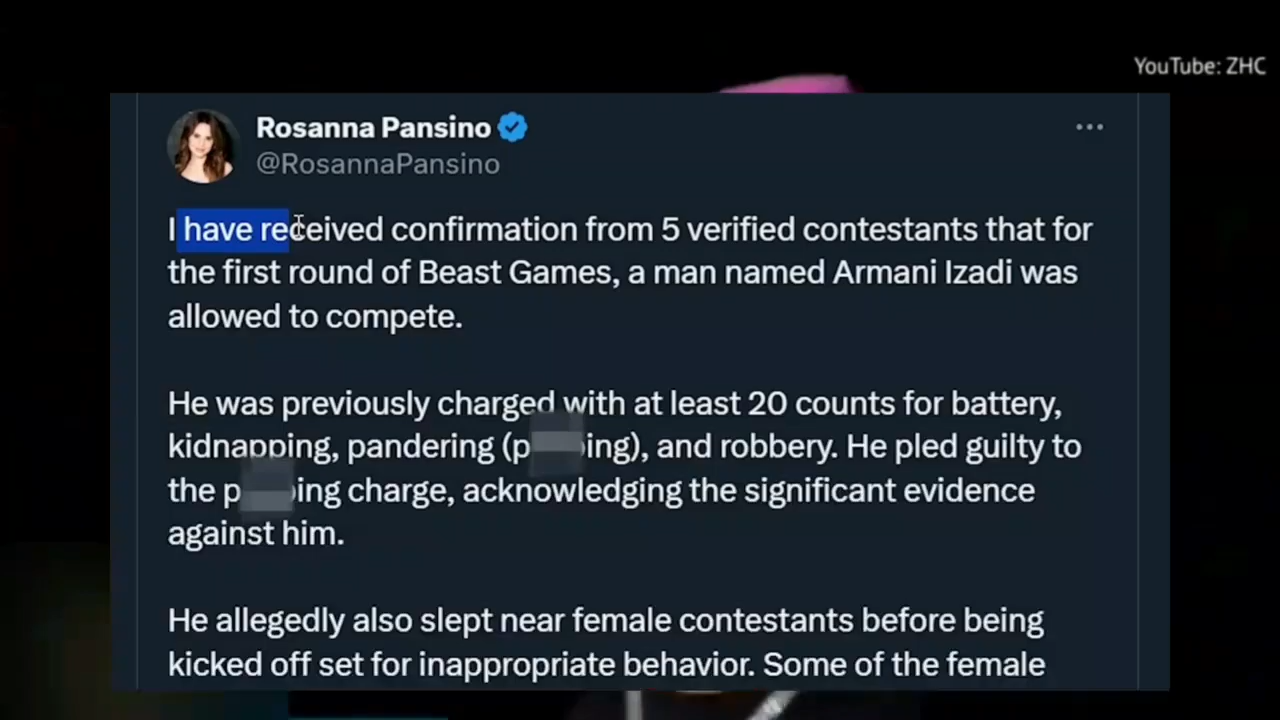 YouTube: ZHC
Rosanna Pansino
@RosannaPansino
I have received confirmation from 5 verified contestants that for
the first round of Beast Games, a man named Armani Izadi was
allowed to compete.
He was previously charged with at least 20 counts for battery,
kidnapping, pandering (p ing), and robbery. He pled guilty to
the p ing charge, acknowledging the significant evidence
against him.
He allegedly also slept near female contestants before being
kicked off set for inappropriate behavior. Some of the female